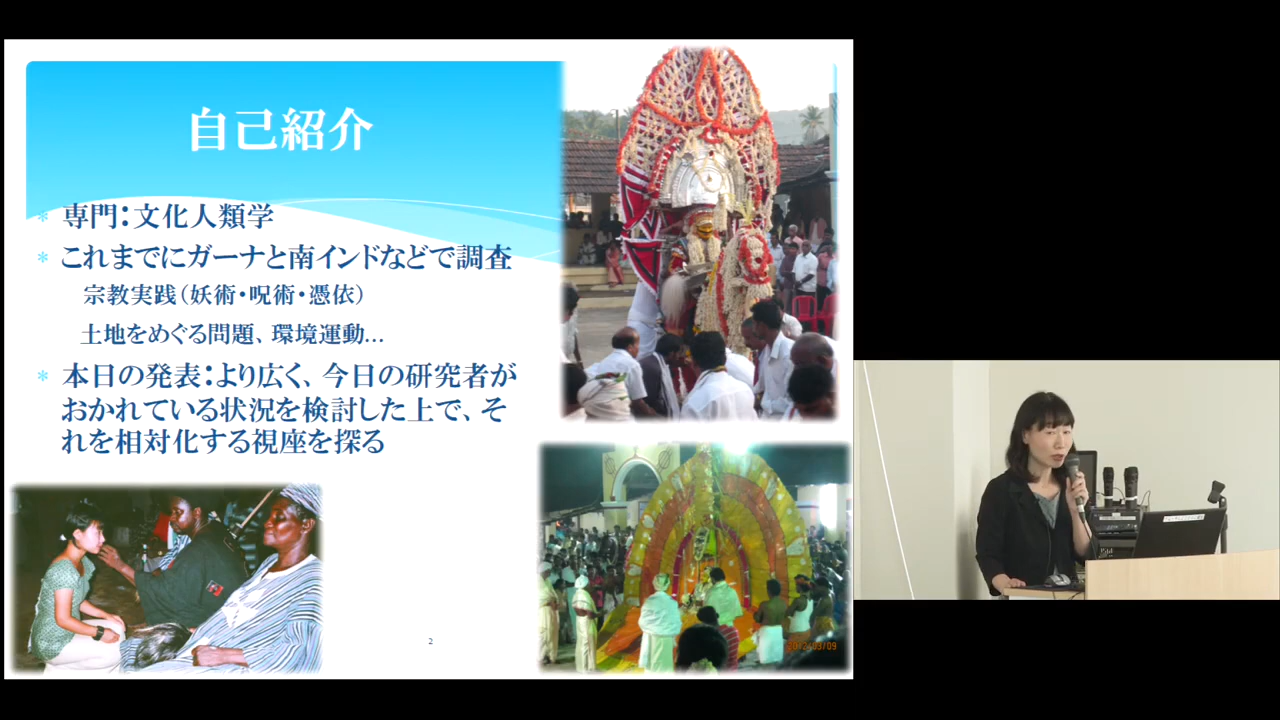 自己紹介
* 専門：文化人類学
* これまでにガーナと南インドなどで調査
宗教実践（妖術・呪術・憑依）
土地をめぐる問題、環境運動…
* 本日の発表：より広く、今日の研究者が
おかれている状況を検討した上で、そ
れを相対化する視座を探る
2
2012/03/09